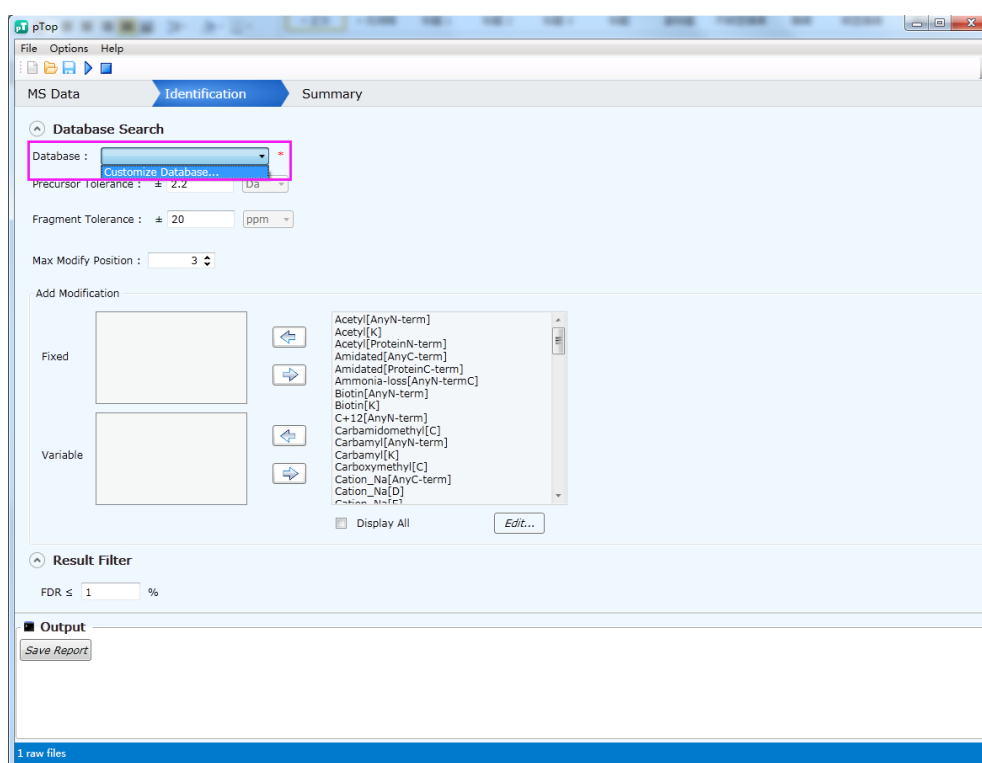 pTop
File Options Help
MS Data Identification Summary
Database Search
Database : *
Customize Database...
Precursor Tolerance : ± 2.2 Da
Fragment Tolerance : ± 20 ppm
Max Modify Position : 3
Add Modification
Fixed
Variable
Acetyl[AnyN-term]
Acetyl[K]
Acetyl[ProteinN-term]
Amidated[AnyC-term]
Amidated[ProteinC-term]
Ammonia-loss[AnyN-termC]
Biotin[AnyN-term]
Biotin[K]
C+12[AnyN-term]
Carbamidomethyl[C]
Carbamyl[AnyN-term]
Carbamyl[K]
Carboxymethyl[C]
Cation_Na[AnyC-term]
Cation_Na[D]
Cation_Na[E]
Display All Edit...
Result Filter
FDR ≤ 1 %
Output
Save Report
1 raw files